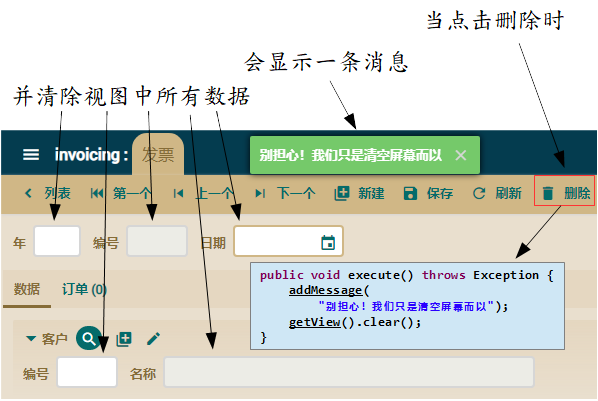 当点击删除时
会显示一条消息
并清除视图中所有数据
invoicing : 发票
别担心！我们只是清空屏幕而以 ×
列表 第一个 上一个 下一个 新建 保存 刷新 删除
年 编号 日期
数据 订单 (0)
public void execute() throws Exception {
addMessage(
"别担心！我们只是清空屏幕而以");
getView().clear();
}
客户
编号 名称